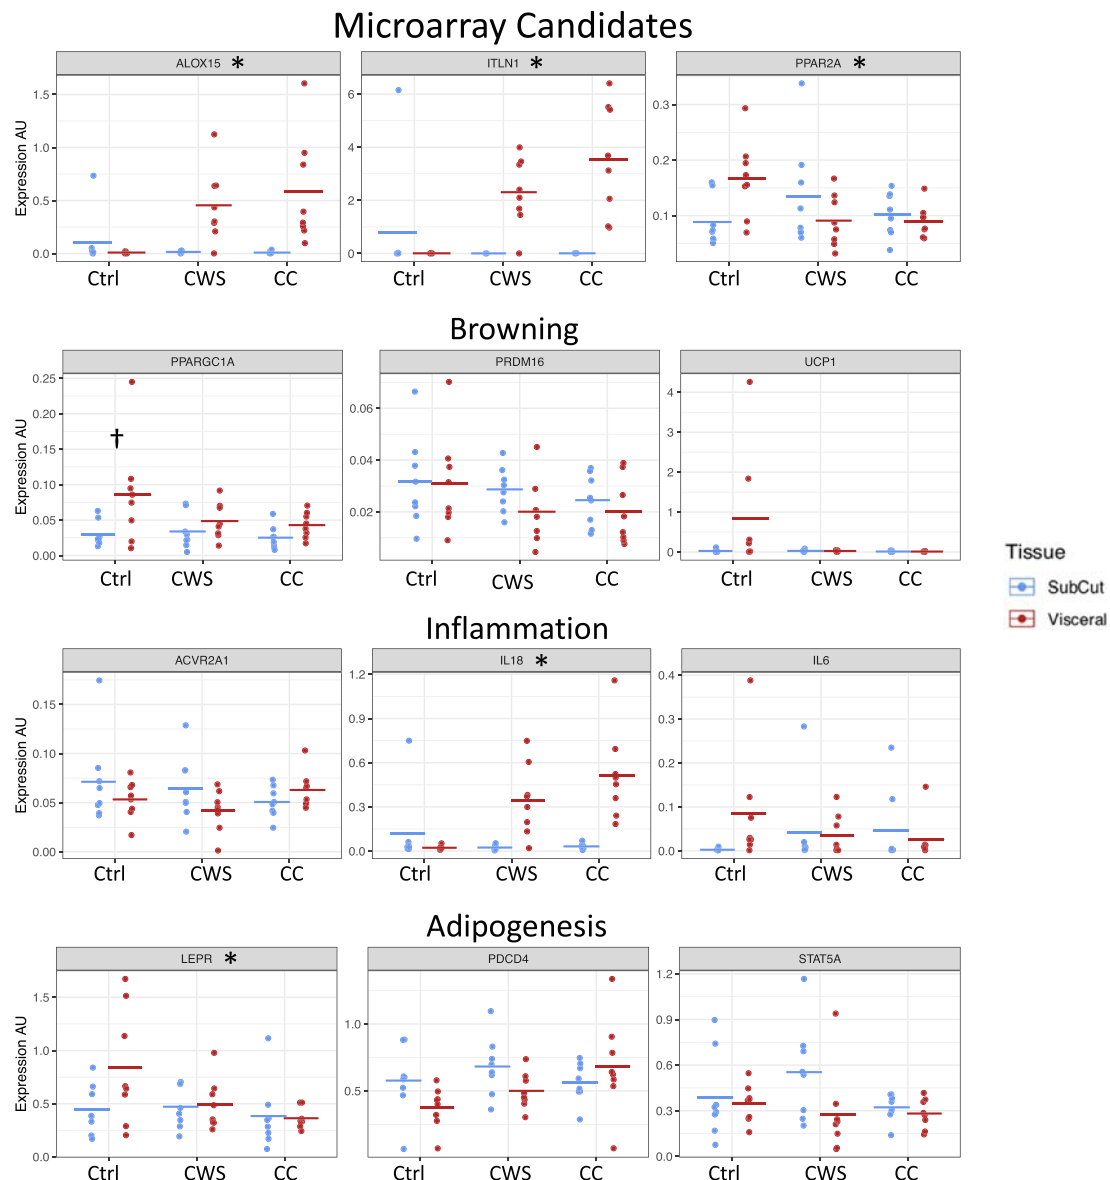 Microarray Candidates
ALOX15 * ITLN1 * PPAR2A *
Expression AU
1.5
1.0
0.5
0.0
6
4
2
0
0.3
0.2
0.1
Ctrl CWS CC Ctrl CWS CC Ctrl CWS CC
Browning
PPARGC1A PRDM16 UCP1
Expression AU
0.25
0.20
0.15
0.10
0.05
0.00
†
0.06
0.04
0.02
4
3
2
1
0
Ctrl CWS CC Ctrl CWS CC Ctrl CWS CC
Tissue
SubCut
Visceral
Inflammation
ACVR2A1 IL18 * IL6
Expression AU
0.15
0.10
0.05
0.00
1.2
0.9
0.6
0.3
0.0
0.4
0.3
0.2
0.1
0.0
Ctrl CWS CC Ctrl CWS CC Ctrl CWS CC
Adipogenesis
LEPR * PDCD4 STAT5A
Expression AU
1.5
1.0
0.5
0.0
1.0
0.5
1.2
0.9
0.6
0.3
0.0
Ctrl CWS CC Ctrl CWS CC Ctrl CWS CC